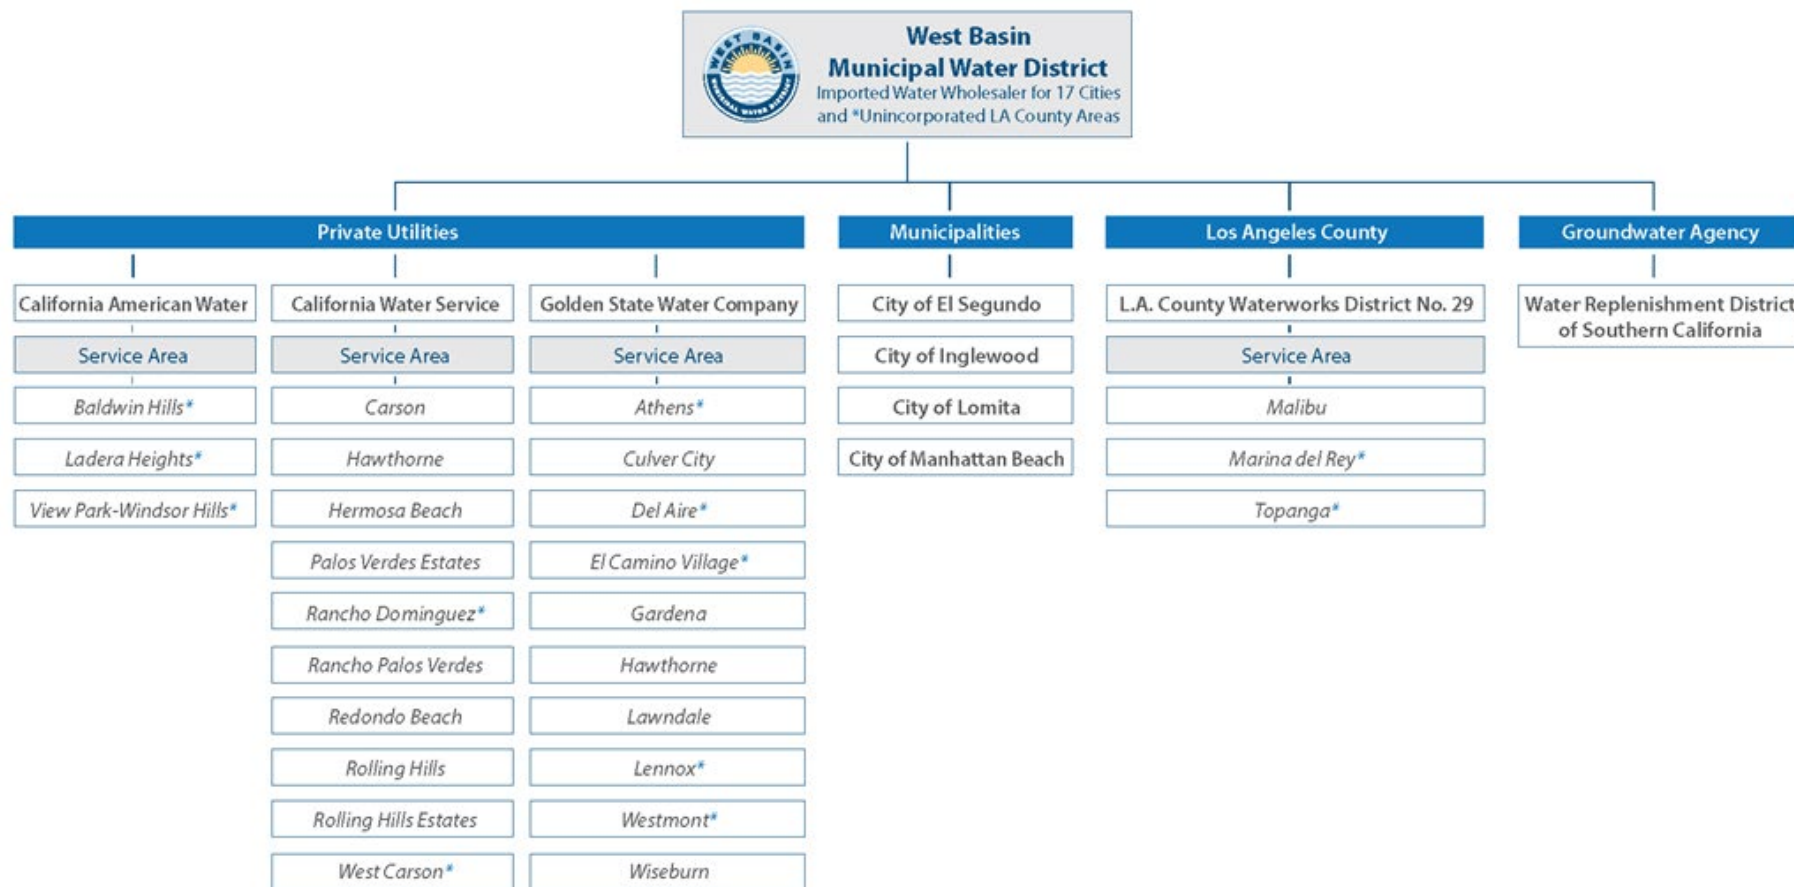 WEST BASIN
MUNICIPAL WATER DISTRICT
West Basin
Municipal Water District
Imported Water Wholesaler for 17 Cities
and *Unincorporated LA County Areas
Private Utilities
California American Water
Service Area
Baldwin Hills*
Ladera Heights*
View Park-Windsor Hills*
California Water Service
Service Area
Carson
Hawthorne
Hermosa Beach
Palos Verdes Estates
Rancho Dominguez*
Rancho Palos Verdes
Redondo Beach
Rolling Hills
Rolling Hills Estates
West Carson*
Golden State Water Company
Service Area
Athens*
Culver City
Del Aire*
El Camino Village*
Gardena
Hawthorne
Lawndale
Lennox*
Westmont*
Wiseburn
Municipalities
City of El Segundo
City of Inglewood
City of Lomita
City of Manhattan Beach
Los Angeles County
L.A. County Waterworks District No. 29
Service Area
Malibu
Marina del Rey*
Topanga*
Groundwater Agency
Water Replenishment District
of Southern California